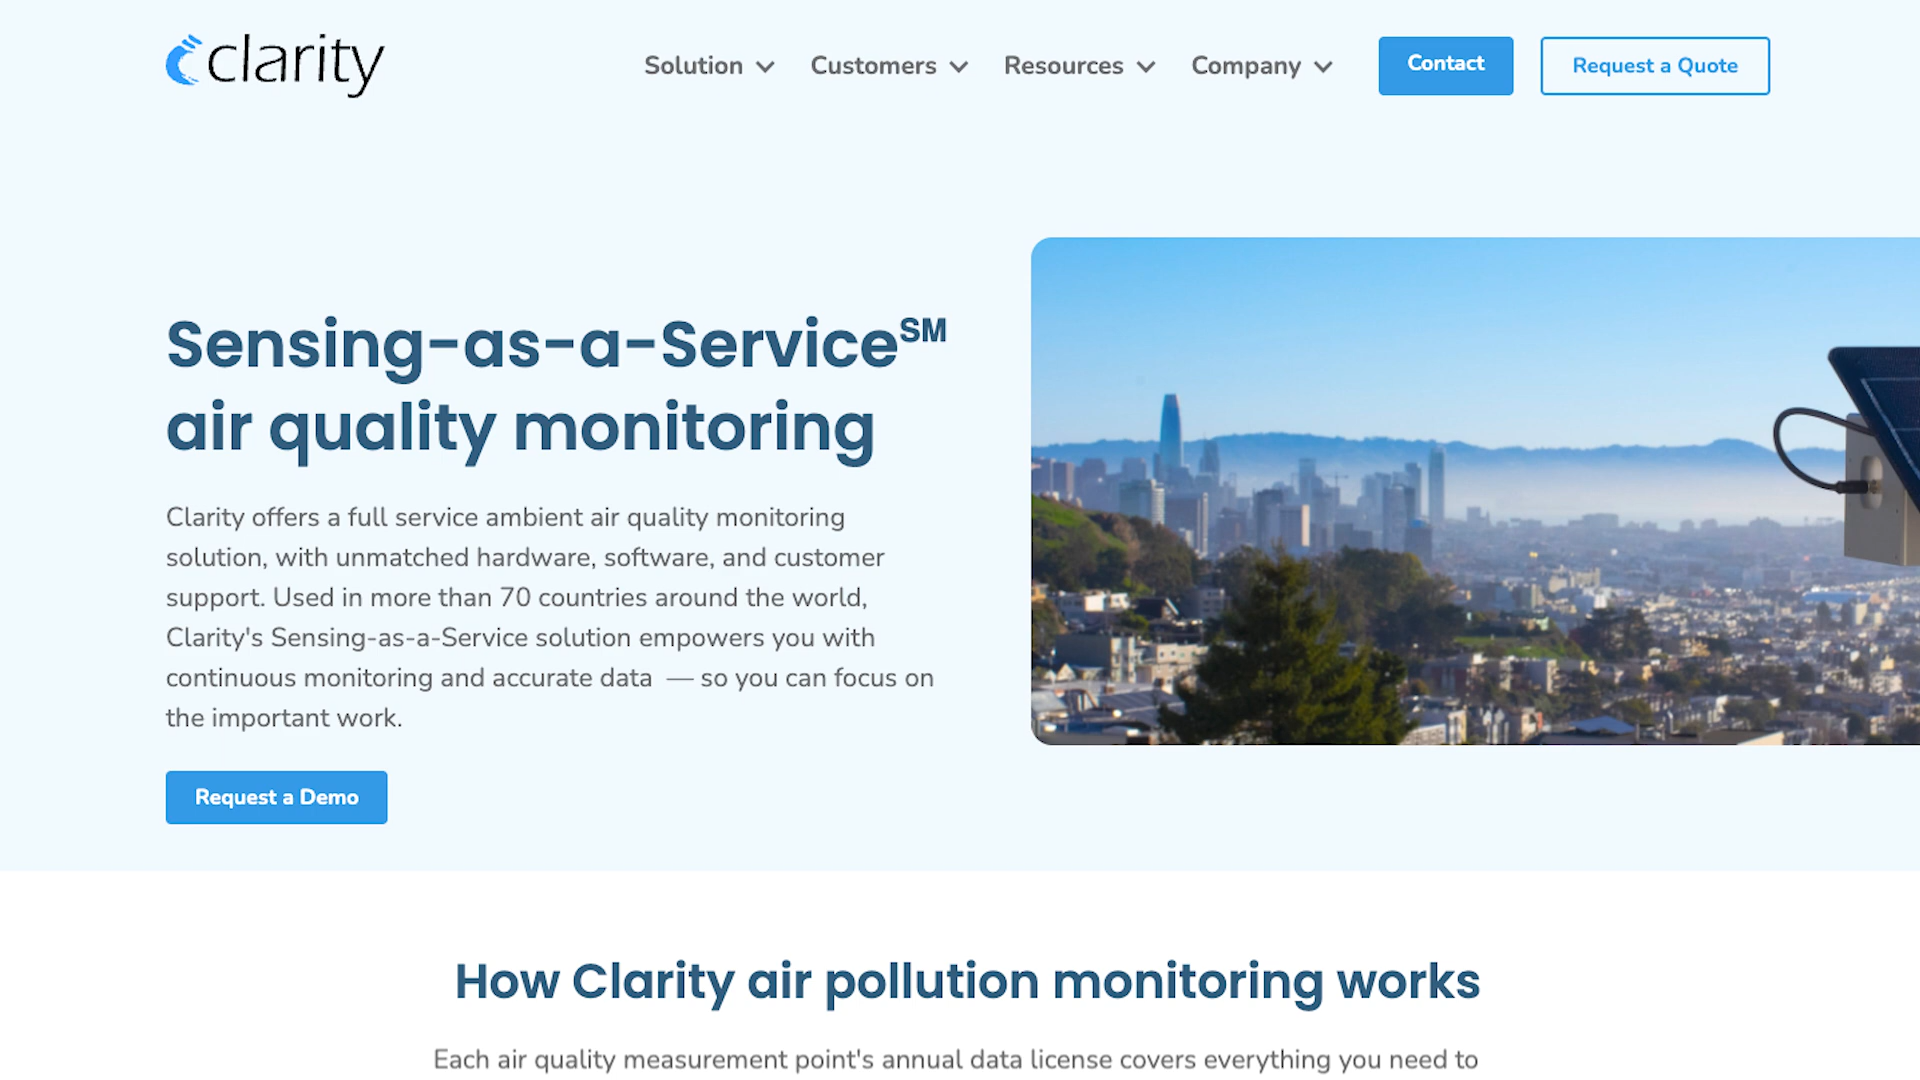 clarity
Solution
Customers
Resources
Company
Contact
Request a Quote
Sensing-as-a-Service℠
air quality monitoring
Clarity offers a full service ambient air quality monitoring
solution, with unmatched hardware, software, and customer
support. Used in more than 70 countries around the world,
Clarity's Sensing-as-a-Service solution empowers you with
continuous monitoring and accurate data — so you can focus on
the important work.
Request a Demo
How Clarity air pollution monitoring works
Each air quality measurement point's annual data license covers everything you need to